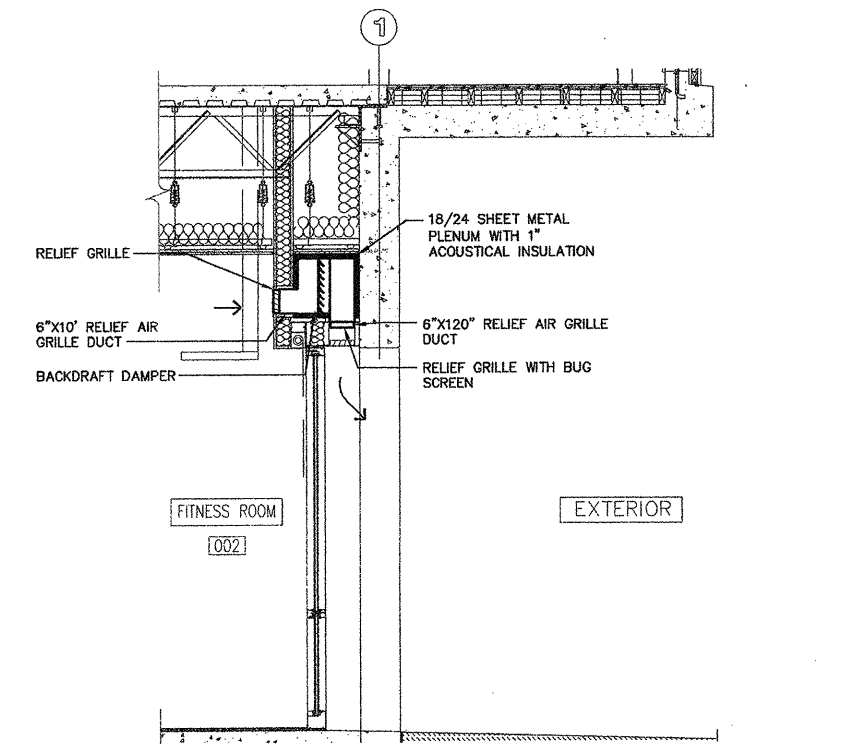 1
18/24 SHEET METAL
PLENUM WITH 1"
ACOUSTICAL INSULATION
RELIEF GRILLE
6"X10' RELIEF AIR
GRILLE DUCT
6"X120" RELIEF AIR GRILLE
DUCT
BACKDRAFT DAMPER
RELIEF GRILLE WITH BUG
SCREEN
FITNESS ROOM
002
EXTERIOR